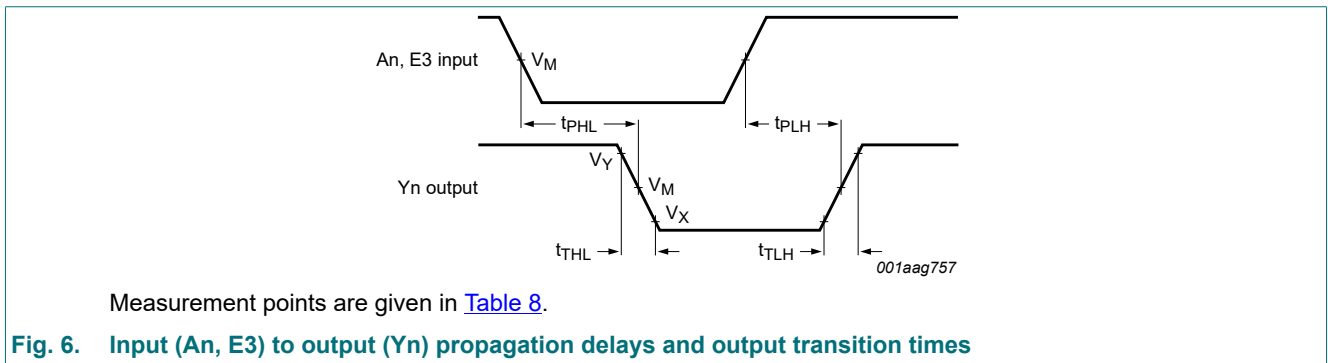 An, E3 input
VM
tPHL
tPLH
VY
Yn output
VM
VX
tTHL
tTLH
001aag757
Measurement points are given in Table 8.
Fig. 6. Input (An, E3) to output (Yn) propagation delays and output transition times